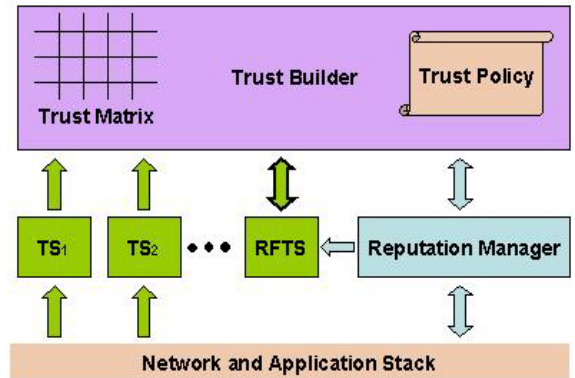 Trust Matrix
Trust Builder
Trust Policy
TS1
TS2
RFTS
Reputation Manager
Network and Application Stack